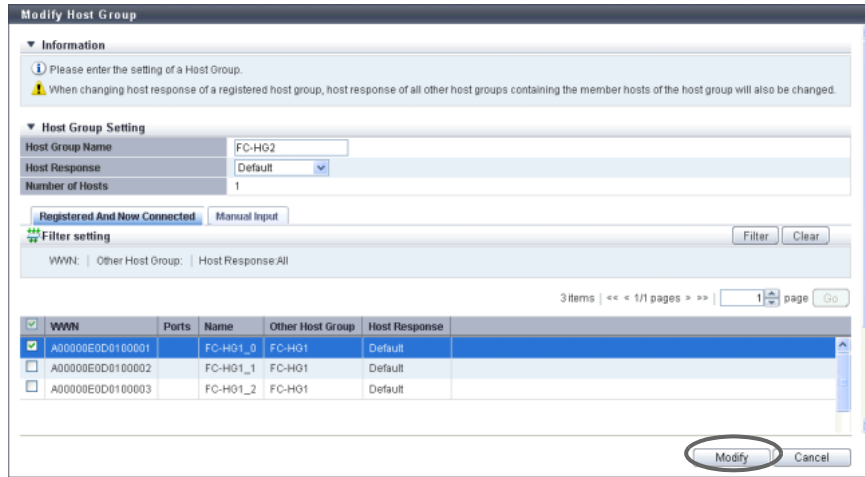 Modify Host Group
▼ Information
Please enter the setting of a Host Group.
When changing host response of a registered host group, host response of all other host groups containing the member hosts of the host group will also be changed.
▼ Host Group Setting
Host Group Name FC-HG2
Host Response Default
Number of Hosts 1
Registered And Now Connected Manual Input
Filter setting Filter Clear
WWN: | Other Host Group: | Host Response:All
3 items | << < 1/1 pages > >> | 1 page Go
WWN Ports Name Other Host Group Host Response
A00000E0D0100001 FC-HG1_0 FC-HG1 Default
A00000E0D0100002 FC-HG1_1 FC-HG1 Default
A00000E0D0100003 FC-HG1_2 FC-HG1 Default
Modify Cancel